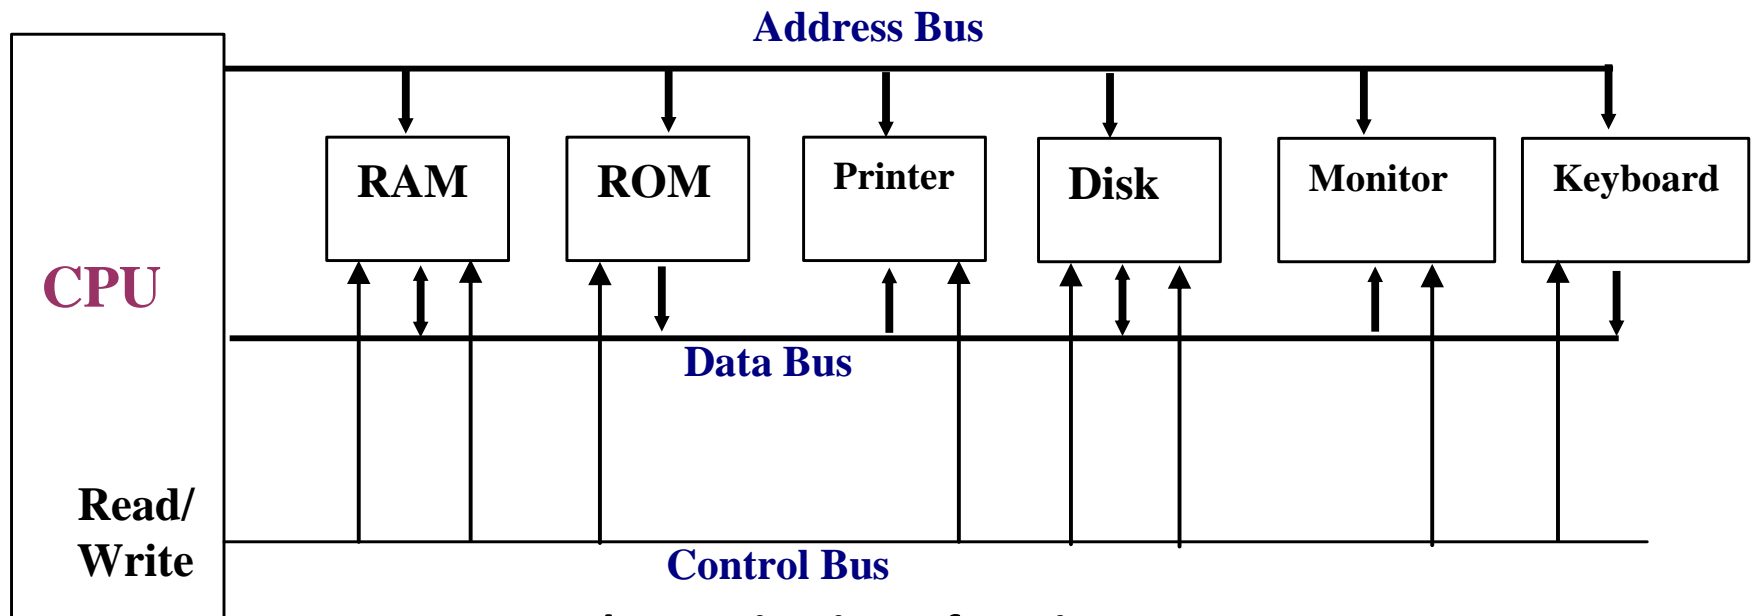 Address Bus
RAM
ROM
Printer
Disk
Monitor
Keyboard
CPU
Data Bus
Read/
Write
Control Bus